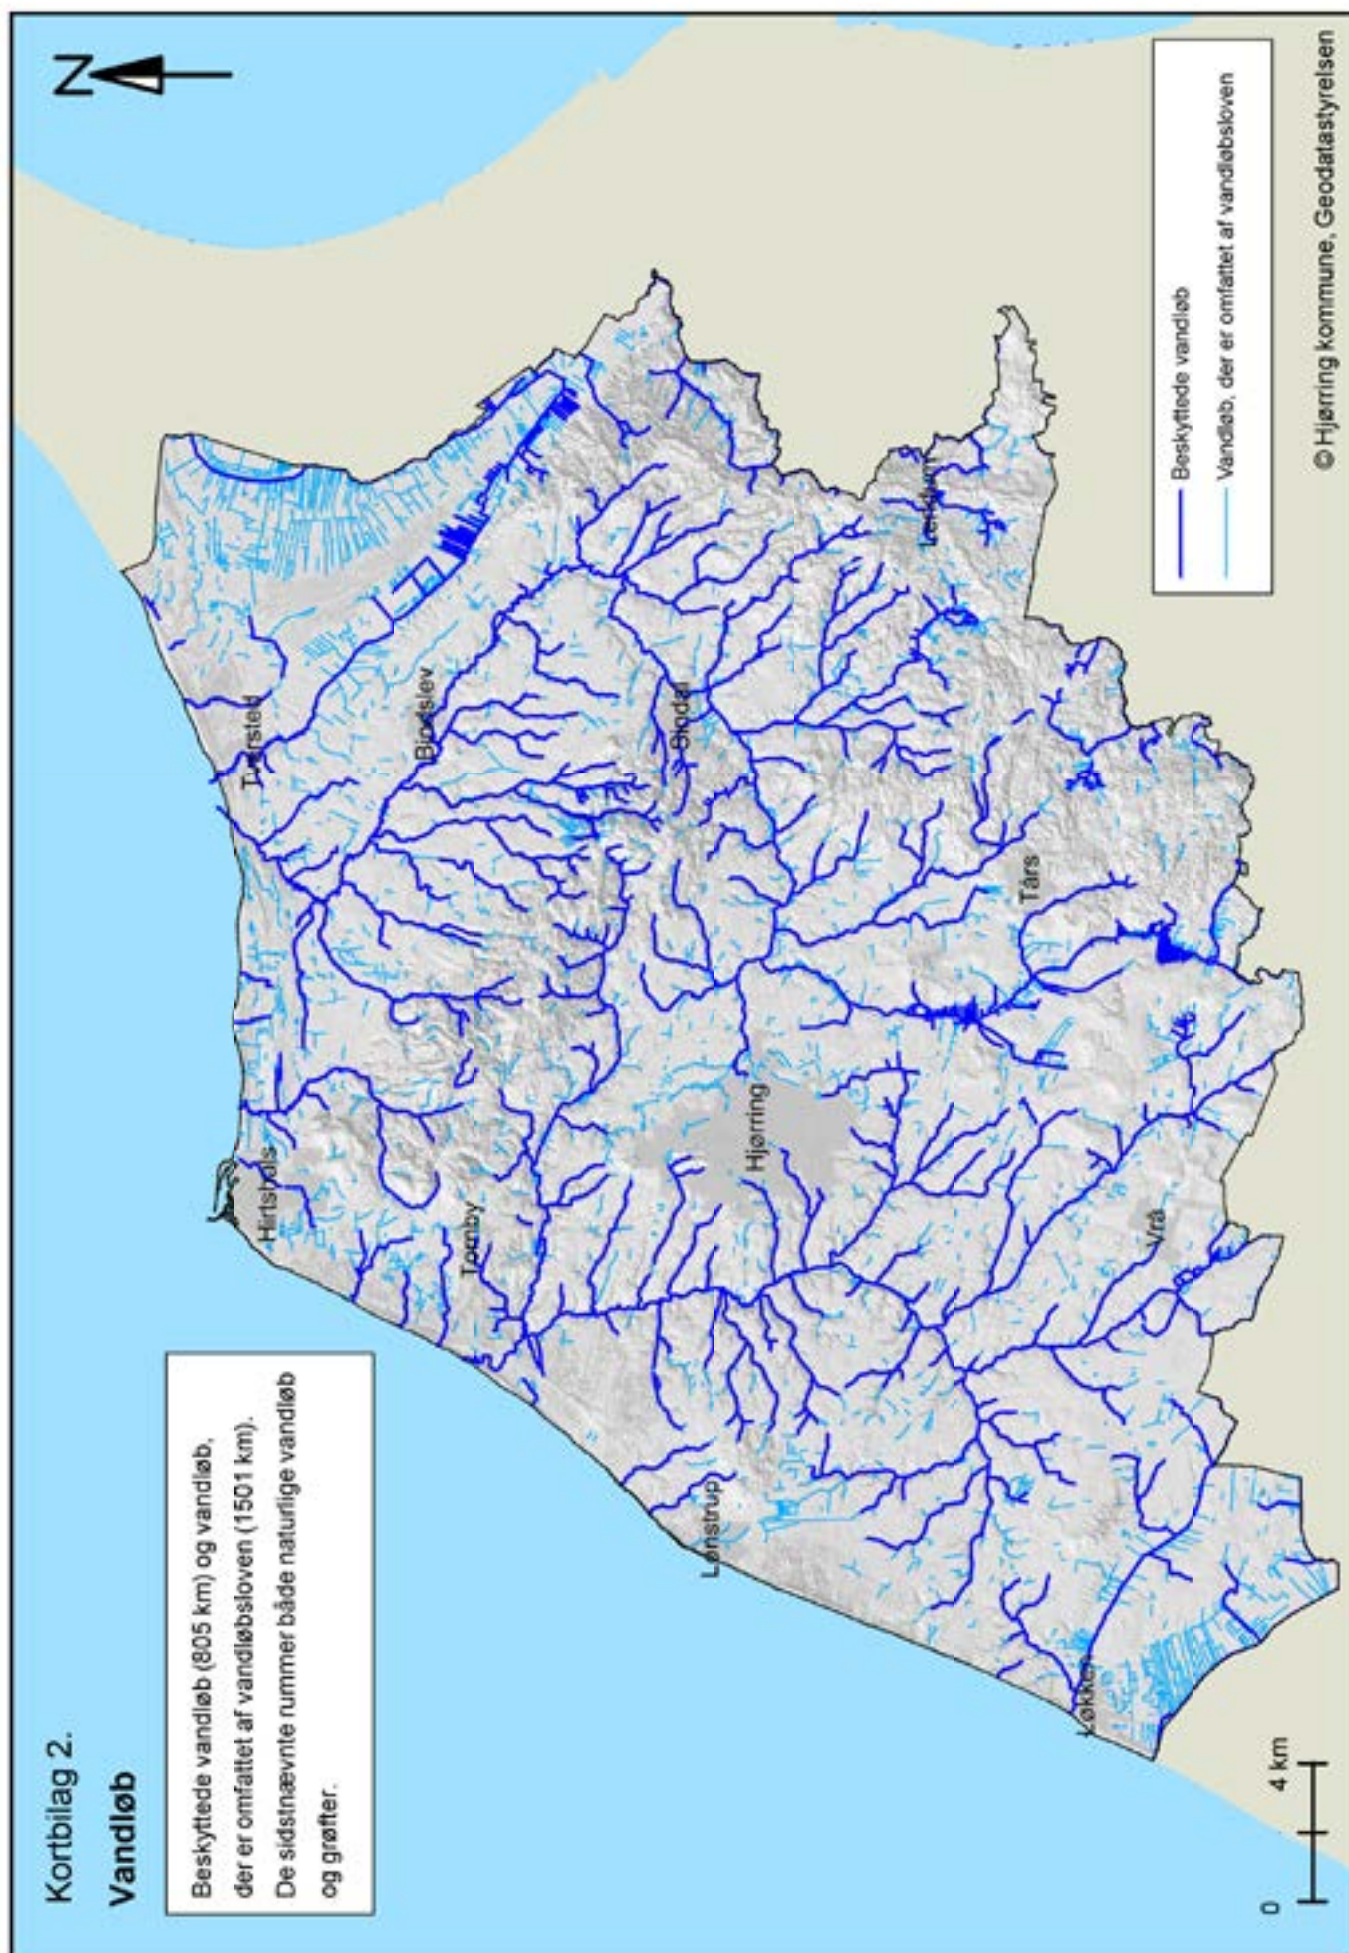 Kortbilag 2.
Vandløb
Beskyttede vandløb (805 km) og vandløb,
der er omfattet af vandløbsloven (1501 km).
De sidstnævnte rummer både naturlige vandløb
og grøfter.
N
Hirtshals
Tversted
Tornby
Bindslev
Sindal
Lønstrup
Hjørring
Lendum
Tårs
Løkken
Vrå
Beskyttede vandløb
Vandløb, der er omfattet af vandløbsloven
0
4 km
© Hjørring kommune, Geodatastyrelsen